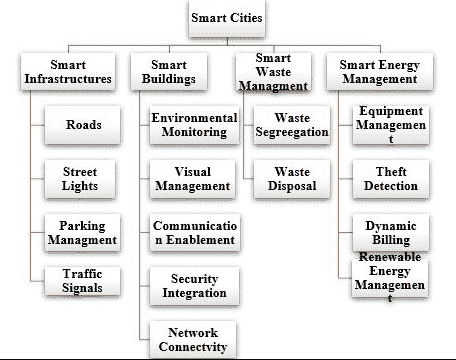 Smart Cities
Smart
Infrastructures
Smart
Buildings
Smart
Waste
Managment
Smart Energy
Management
Roads
Street
Lights
Parking
Managment
Traffic
Signals
Environmental
Monitoring
Visual
Management
Communicatio
n Enablement
Security
Integration
Network
Connectvity
Waste
Segreegation
Waste
Disposal
Equipment
Managemen
t
Theft
Detection
Dynamic
Billing
Renewable
Energy
Managemen
t